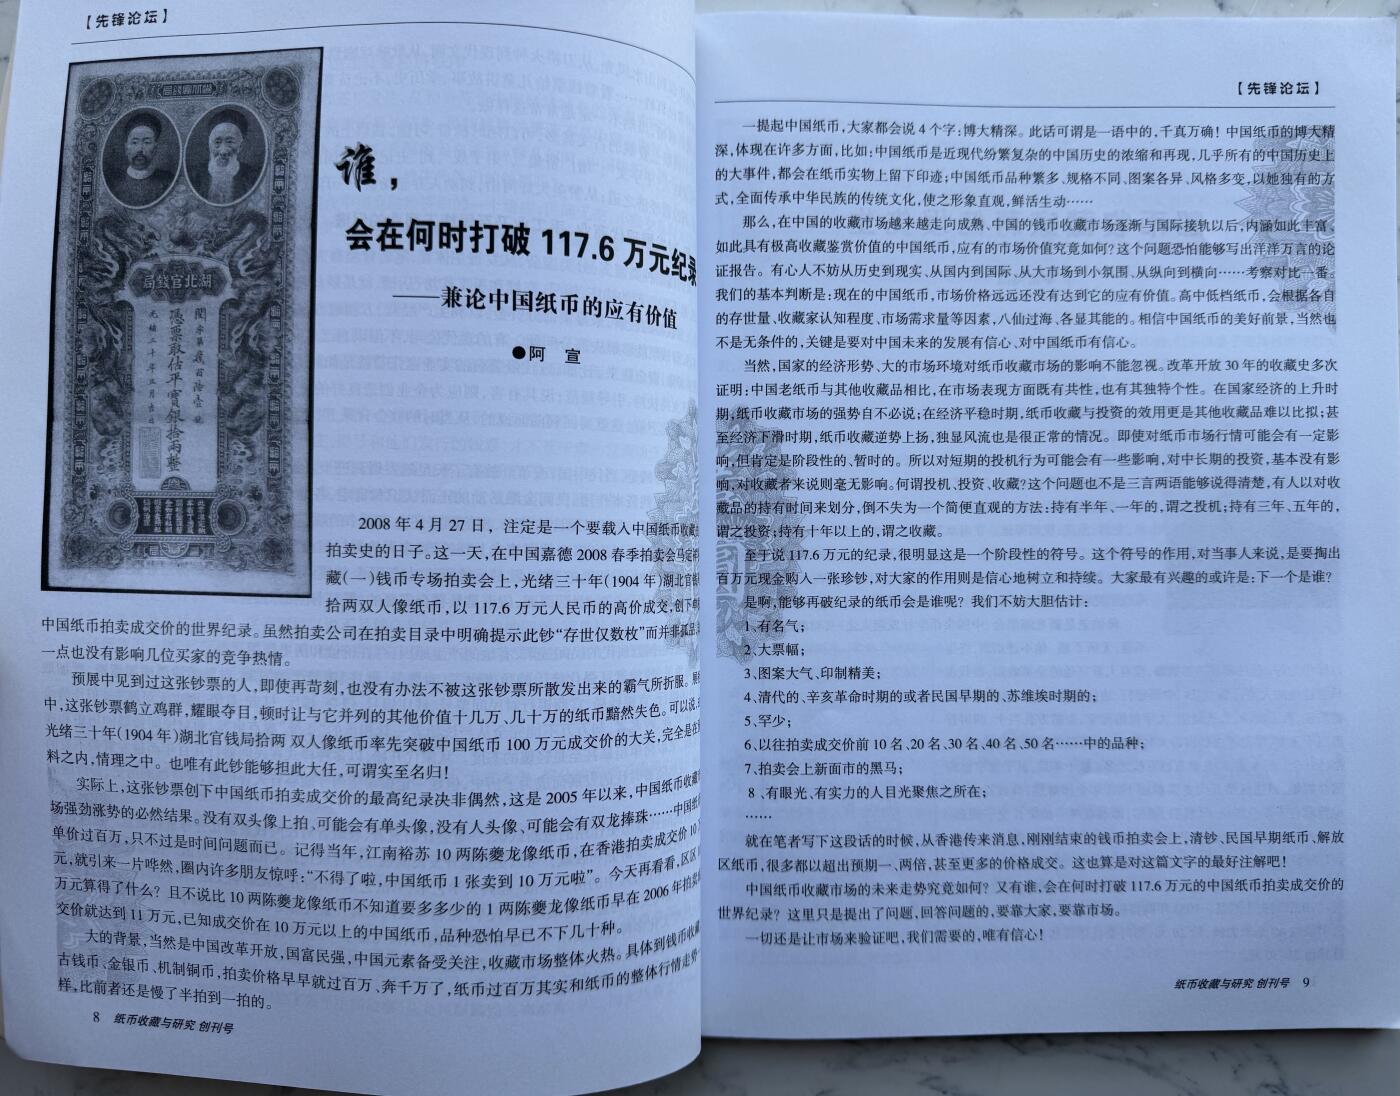 【先锋论坛】
湖北官錢局
憑票取估平實銀拾兩整
光緒三十年
谁，
会在何时打破 117.6 万元纪录
——兼论中国纸币的应有价值
●阿 宣
2008 年 4 月 27 日，注定是一个要载入中国纸币收藏
拍卖史的日子。这一天，在中国嘉德 2008 春季拍卖会
藏（一）钱币专场拍卖会上，光绪三十年（1904 年）湖北官钱
拾两双人像纸币，以 117.6 万元人民币的高价成交，创下
中国纸币拍卖成交价的世界纪录。虽然拍卖公司在拍卖目录中明确提示此钞“存世仅数枚”而并非孤品
一点也没有影响几位买家的竞争热情。
预展中见到过这张钞票的人，即使再苛刻，也没有办法不被这张钞票所散发出来的霸气所折服。
中，这张钞票鹤立鸡群，耀眼夺目，顿时让与它并列的其他价值十几万、几十万的纸币黯然失色。可以说
光绪三十年（1904 年）湖北官钱局拾两 双人像纸币率先突破中国纸币 100 万元成交价的大关，完全是在
料之内，情理之中。也唯有此钞能够担此大任，可谓实至名归！
实际上，这张钞票创下中国纸币拍卖成交价的最高纪录决非偶然，这是 2005 年以来，中国纸币收藏
场强劲涨势的必然结果。没有双头像上拍、可能会有单头像，没有人头像、可能会有双龙捧珠……中国纸
单价过百万，只不过是时间问题而已。记得当年，江南裕苏 10 两陈夔龙像纸币，在香港拍卖成交价 10
元，就引来一片哗然，圈内许多朋友惊呼：“不得了啦，中国纸币 1 张卖到 10 万元啦”。今天再看看，区区
万元算得了什么？且不说比 10 两陈夔龙像纸币不知道要多多少的 1 两陈夔龙像纸币早在 2006 年拍卖
交价就达到 11 万元，已知成交价在 10 万元以上的中国纸币，品种恐怕早已不下几十种。
大的背景，当然是中国改革开放，国富民强，中国元素备受关注，收藏市场整体火热。具体到钱币收藏
古钱币、金银币、机制铜币，拍卖价格早早就过百万、奔千万了，纸币过百万其实和纸币的整体行情走势
样，比前者还是慢了半拍到一拍的。
8 纸币收藏与研究 创刊号
【先锋论坛】
一提起中国纸币，大家都会说 4 个字：博大精深。此话可谓是一语中的，千真万确！中国纸币的博大精
深，体现在许多方面，比如：中国纸币是近现代纷繁复杂的中国历史的浓缩和再现，几乎所有的中国历史上
的大事件，都会在纸币实物上留下印迹；中国纸币品种繁多、规格不同、图案各异、风格多变，以她独有的方
式，全面传承中华民族的传统文化，使之形象直观，鲜活生动……
那么，在中国的收藏市场越来越走向成熟、中国的钱币收藏市场逐渐与国际接轨以后，内涵如此丰富、
如此具有极高收藏鉴赏价值的中国纸币，应有的市场价值究竟如何？这个问题恐怕能够写出洋洋万言的论
证报告。有心人不妨从历史到现实、从国内到国际、从大市场到小氛围、从纵向到横向……考察对比一番。
我们的基本判断是：现在的中国纸币，市场价格远远还没有达到它的应有价值。高中低档纸币，会根据各自
的存世量、收藏家认知程度、市场需求量等因素，八仙过海、各显其能的。相信中国纸币的美好前景，当然也
不是无条件的，关键是要对中国未来的发展有信心、对中国纸币有信心。
当然，国家的经济形势、大的市场环境对纸币收藏市场的影响不能忽视。改革开放 30 年的收藏史多次
证明：中国老纸币与其他收藏品相比，在市场表现方面既有共性，也有其独特个性。在国家经济的上升时
期，纸币收藏市场的强势自不必说；在经济平稳时期，纸币收藏与投资的效用更是其他收藏品难以比拟；甚
至经济下滑时期，纸币收藏逆势上扬，独显风流也是很正常的情况。即使对纸币市场行情可能会有一定影
响，但肯定是阶段性的、暂时的。所以对短期的投机行为可能会有一些影响，对中长期的投资，基本没有影
响，对收藏者来说则毫无影响。何谓投机、投资、收藏？这个问题也不是三言两语能够说得清楚，有人以对收
藏品的持有时间来划分，倒不失为一个简便直观的方法：持有半年、一年的，谓之投机；持有三年、五年的，
谓之投资；持有十年以上的，谓之收藏。
至于说 117.6 万元的纪录，很明显这是一个阶段性的符号。这个符号的作用，对当事人来说，是要掏出
百万元现金购入一张珍钞，对大家的作用则是信心地树立和持续。大家最有兴趣的或许是：下一个是谁？
是啊，能够再破纪录的纸币会是谁呢？我们不妨大胆估计：
1、有名气；
2、大票幅；
3、图案大气、印制精美；
4、清代的、辛亥革命时期的或者民国早期的、苏维埃时期的；
5、罕少；
6、以往拍卖成交价前 10 名、20 名、30 名、40 名、50 名……中的品种；
7、拍卖会上新面市的黑马；
8、有眼光、有实力的人目光聚焦之所在；
……
就在笔者写下这段话的时候，从香港传来消息，刚刚结束的钱币拍卖会上，清钞、民国早期纸币、解放
区纸币，很多都以超出预期一、两倍，甚至更多的价格成交。这也算是对这篇文字的最好注解吧！
中国纸币收藏市场的未来走势究竟如何？又有谁，会在何时打破 117.6 万元的中国纸币拍卖成交价的
世界纪录？这里只是提出了问题，回答问题的，要靠大家，要靠市场。
一切还是让市场来验证吧，我们需要的，唯有信心！
纸币收藏与研究 创刊号 9